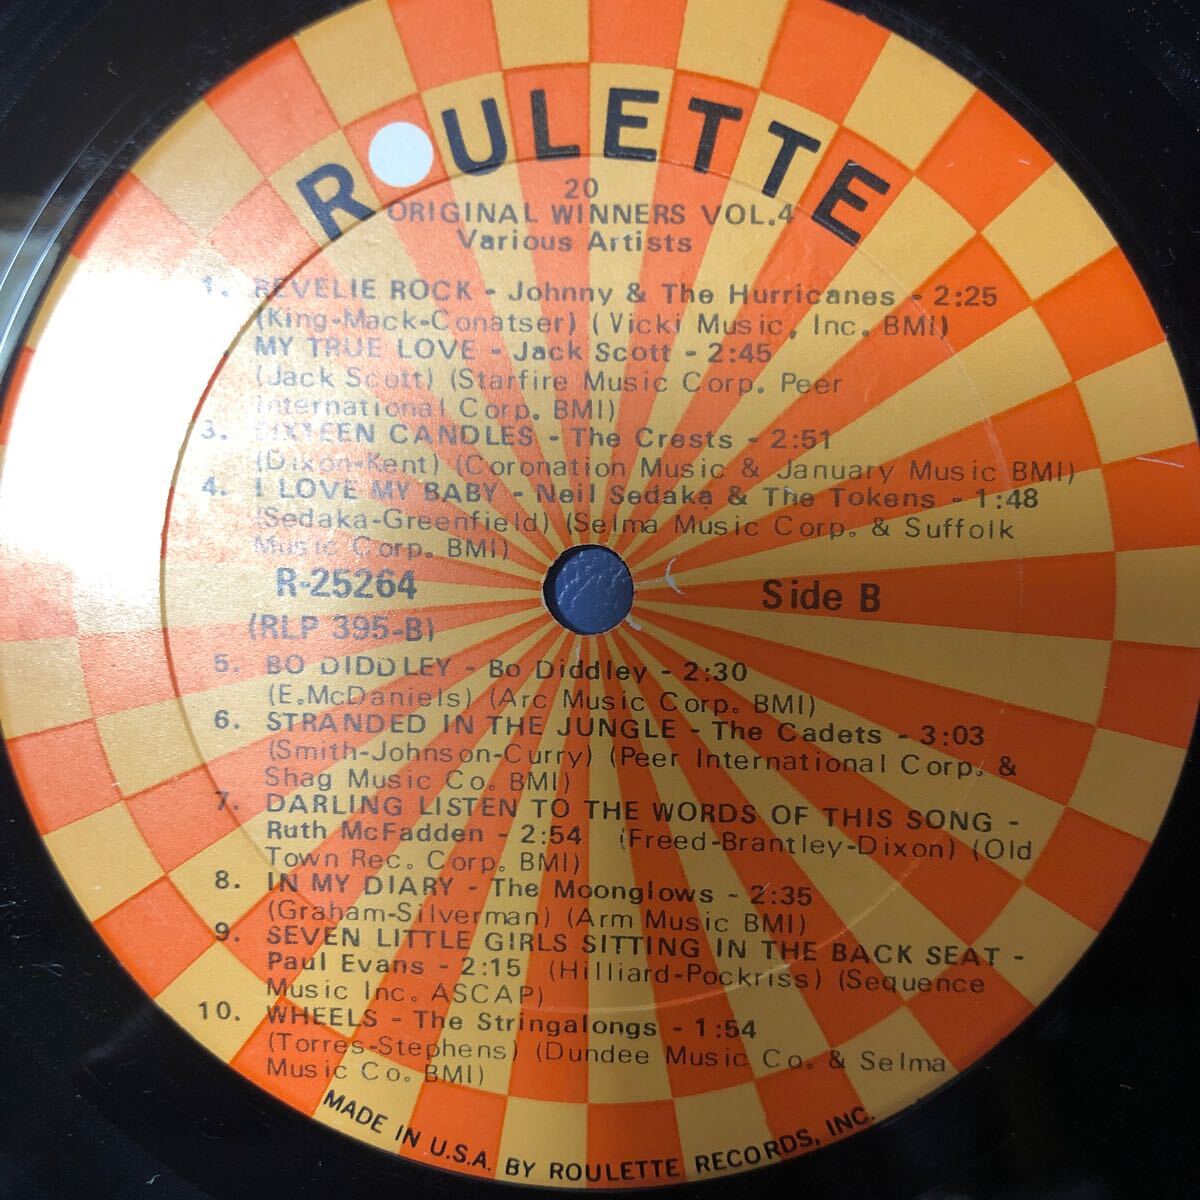 ROULETTE
20
ORIGINAL WINNERS VOL.4
Various Artists
1. REVELIE ROCK - Johnny & The Hurricanes - 2:25
(King-Mack-Conatser) (Vicki Music, Inc. BMI)
MY TRUE LOVE - Jack Scott - 2:45
(Jack Scott) (Starfire Music Corp. Peer
International Corp. BMI)
3. SIXTEEN CANDLES - The Crests - 2:51
(Dixon-Kent) (Coronation Music & January Music BMI)
4. I LOVE MY BABY - Neil Sedaka & The Tokens - 1:48
(Sedaka-Greenfield) (Selma Music Corp. & Suffolk
Music Corp. BMI)
R-25264 Side B
(RLP 395-B)
5. BO DIDDLEY - Bo Diddley - 2:30
(E.McDaniels) (Arc Music Corp. BMI)
6. STRANDED IN THE JUNGLE - The Cadets - 3:03
(Smith-Johnson-Curry) (Peer International Corp. &
Shag Music Co. BMI)
7. DARLING LISTEN TO THE WORDS OF THIS SONG -
Ruth McFadden - 2:54 (Freed-Brantley-Dixon) (Old
Town Rec. Corp. BMI)
8. IN MY DIARY - The Moonglows - 2:35
(Graham-Silverman) (Arm Music BMI)
9. SEVEN LITTLE GIRLS SITTING IN THE BACK SEAT -
Paul Evans - 2:15 (Hilliard-Pockriss) (Sequence
Music Inc. ASCAP)
10. WHEELS - The Stringalongs - 1:54
(Torres-Stephens) (Dundee Music Co. & Selma
Music Co. BMI)
MADE IN U.S.A. BY ROULETTE RECORDS, INC.